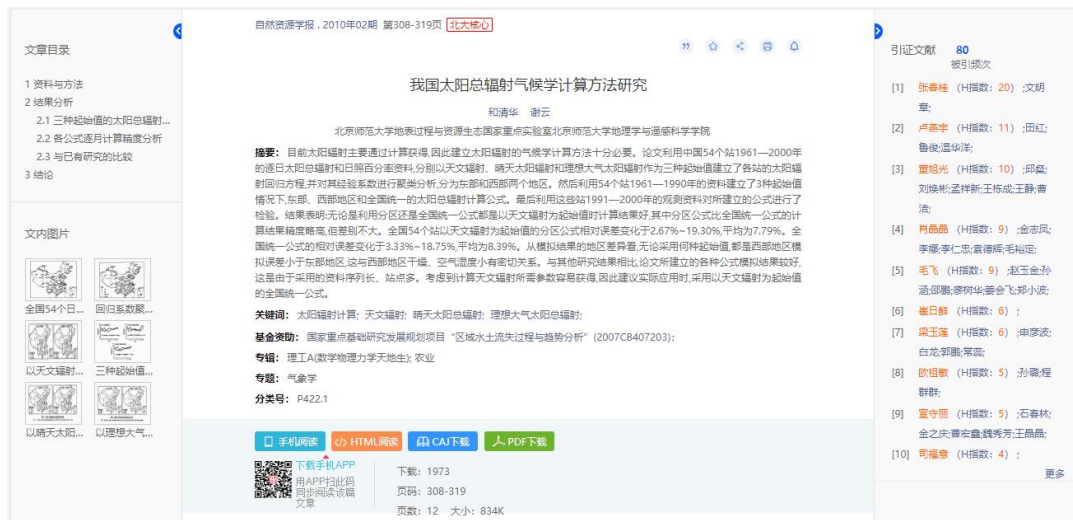 自然资源学报 . 2010年02期 第308-319页 北大核心
文章目录
1 资料与方法
2 结果分析
2.1 三种起始值的太阳总辐射...
2.2 各公式逐月计算精度分析
2.3 与已有研究的比较
3 结论
文内图片
全国54个日...
回归系数聚...
以天文辐射...
三种起始值...
以晴天太阳...
以理想大气...
我国太阳总辐射气候学计算方法研究
和清华 谢云
北京师范大学地表过程与资源生态国家重点实验室北京师范大学地理学与遥感科学学院
摘要: 目前太阳辐射主要通过计算获得,因此建立太阳辐射的气候学计算方法十分必要。论文利用中国54个站1961—2000年
的逐日太阳总辐射和日照百分率资料,分别以天文辐射、晴天太阳辐射和理想大气太阳总辐射作为三种起始值建立了各站的太阳辐
射回归方程,并对其经验系数进行聚类分析,分为东部和西部两个地区。然后利用54个站1961—1990年的资料建立了3种起始值
情况下,东部、西部地区和全国统一的太阳总辐射计算公式。最后利用这些站1991—2000年的观测资料对所建立的公式进行了
检验。结果表明:无论是利用分区还是全国统一公式都是以天文辐射为起始值时计算结果好,其中分区公式比全国统一公式的计
算结果精度略高,但差别不大。全国54个站以天文辐射为起始值的分区公式相对误差变化于2.67%~19.30%,平均为7.79%。全
国统一公式的相对误差变化于3.33%~18.75%,平均为8.39%。从模拟结果的地区差异看,无论采用何种起始值,都是西部地区模
拟误差小于东部地区,这与西部地区干燥、空气湿度小有密切关系。与其他研究结果相比,论文所建立的各种公式模拟结果较好,
这是由于采用的资料序列长、站点多。考虑到计算天文辐射所需参数容易获得,因此建议实际应用时,采用以天文辐射为起始值
的全国统一公式。
关键词: 太阳辐射计算; 天文辐射; 晴天太阳总辐射; 理想大气太阳总辐射;
基金资助: 国家重点基础研究发展规划项目“区域水土流失过程与趋势分析”(2007CB407203);
专辑: 理工A(数学物理力学天地生); 农业
专题: 气象学
分类号: P422.1
手机阅读
HTML阅读
CAJ下载
PDF下载
下载手机APP
用APP扫此码
同步阅读该篇
文章
下载: 1973
页码: 308-319
页数: 12 大小: 834K
引证文献 80
被引频次
[1] 张春桂 (H指数: 20) ;文明
章;
[2] 卢燕宇 (H指数: 11) ;田红;
鲁俊;温华洋;
[3] 董旭光 (H指数: 10) ;邱粲;
刘焕彬;孟祥新;王栋成;王静;曹
洁;
[4] 肖晶晶 (H指数: 9) ;金志凤;
李娜;李仁忠;袁德辉;毛裕定;
[5] 毛飞 (H指数: 9) ;赵玉金;孙
涵;邵鹏;廖树华;姜会飞;郑小波;
[6] 崔日鲜 (H指数: 6) ;
[7] 梁玉莲 (H指数: 6) ;申彦波;
白龙;郭鹏;常蕊;
[8] 欧祖敏 (H指数: 5) ;孙璐;程
群群;
[9] 宣守丽 (H指数: 5) ;石春林;
金之庆;曹宏鑫;魏秀芳;王晶晶;
[10] 司福意 (H指数: 4) ;
更多